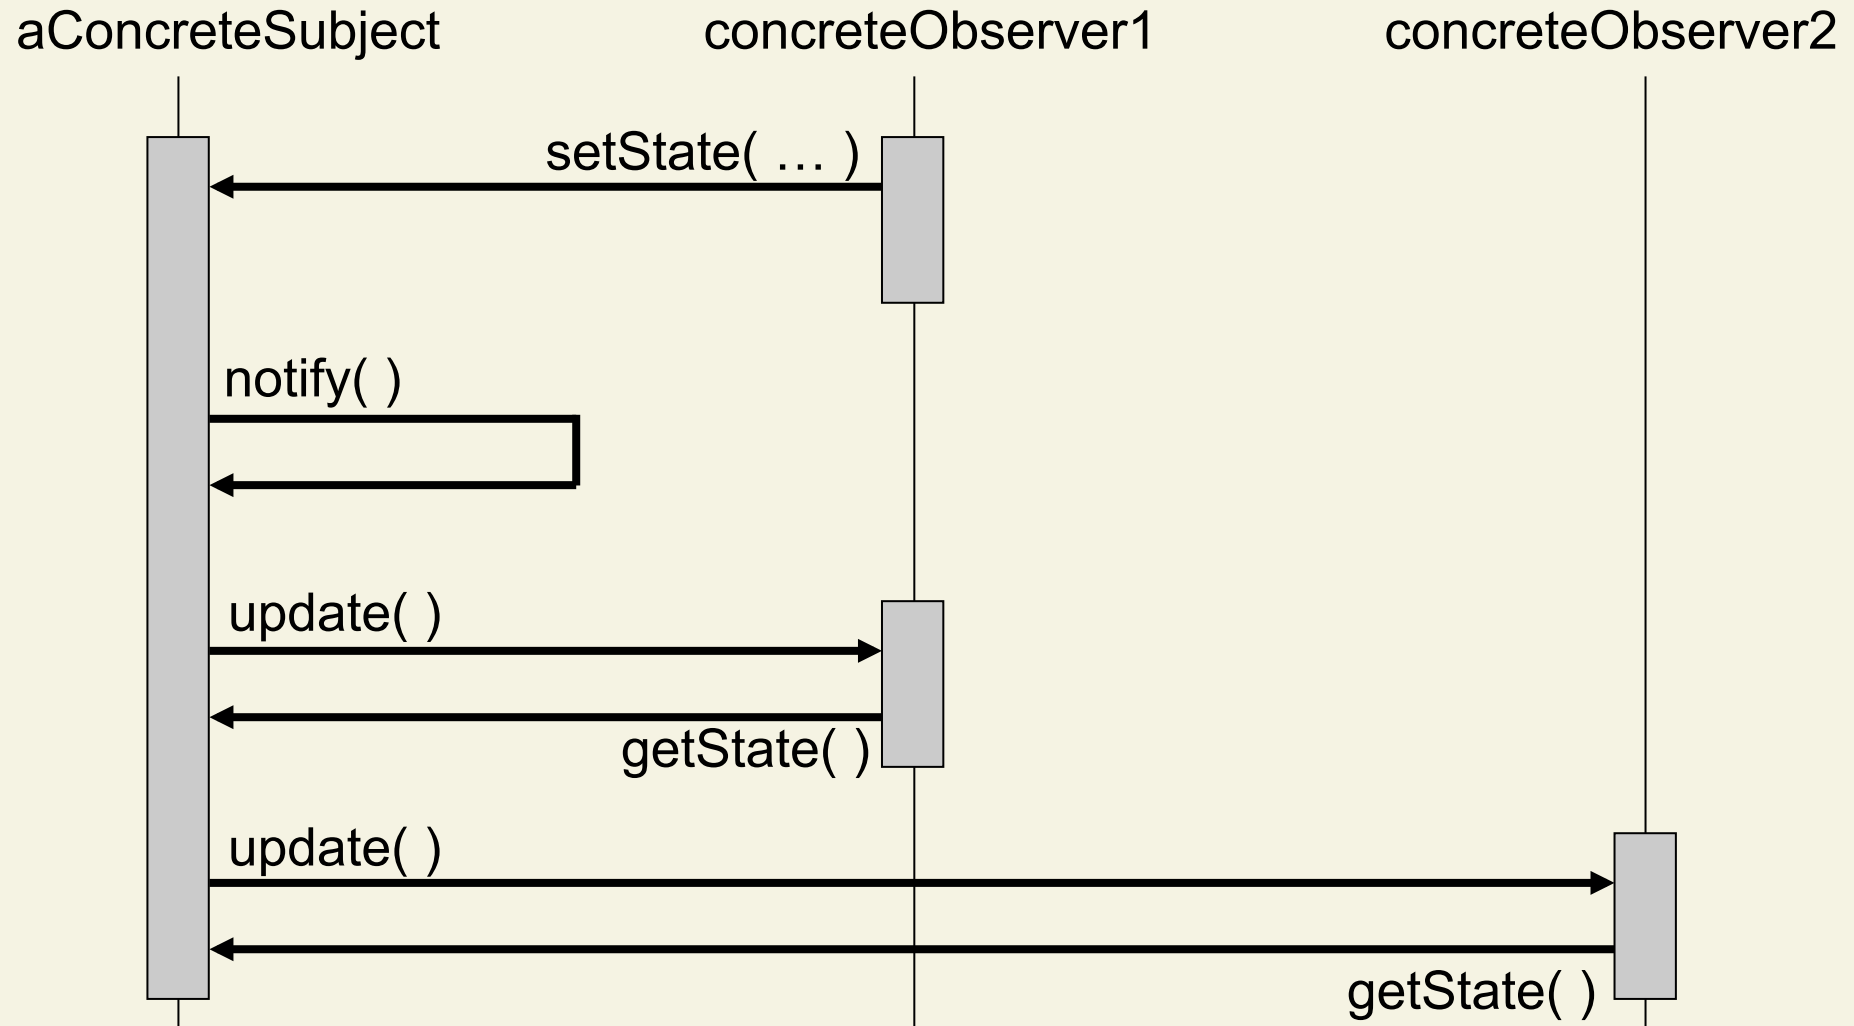 aConcreteSubject
concreteObserver1
concreteObserver2
setState( … )
notify( )
update( )
getState( )
update( )
getState( )